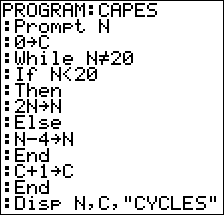 PROGRAM:CAPES
:Prompt N
:0→C
:While N≠20
:If N<20
:Then
:2N→N
:Else
:N-4→N
:End
:C+1→C
:End
:Disp N,C,"CYCLES"